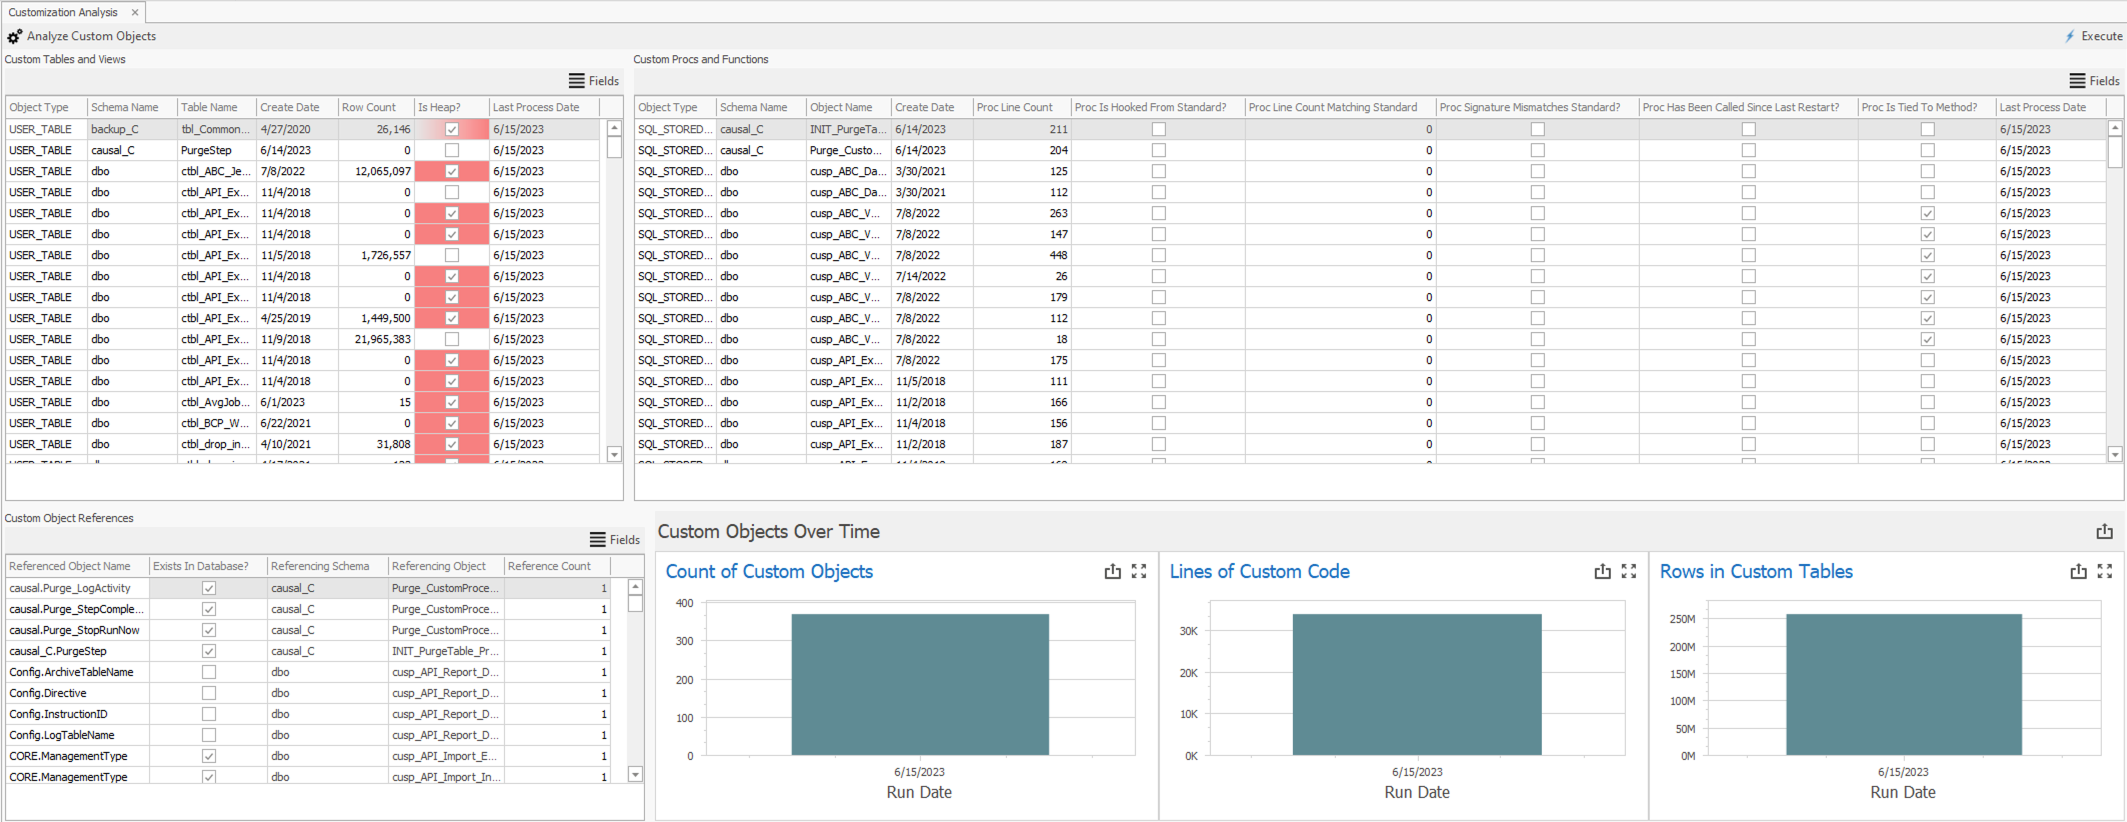 Customization Analysis ×
Analyze Custom Objects Execute
Custom Tables and Views
Fields
Object Type Schema Name Table Name Create Date Row Count Is Heap? Last Process Date
USER_TABLE backup_C tbl_Common... 4/27/2020 26,146 6/15/2023
USER_TABLE causal_C PurgeStep 6/14/2023 0 6/15/2023
USER_TABLE dbo ctbl_ABC_Je... 7/8/2022 12,065,097 6/15/2023
USER_TABLE dbo ctbl_API_Ex... 11/4/2018 0 6/15/2023
USER_TABLE dbo ctbl_API_Ex... 11/4/2018 0 6/15/2023
USER_TABLE dbo ctbl_API_Ex... 11/4/2018 0 6/15/2023
USER_TABLE dbo ctbl_API_Ex... 11/5/2018 1,726,557 6/15/2023
USER_TABLE dbo ctbl_API_Ex... 11/4/2018 0 6/15/2023
USER_TABLE dbo ctbl_API_Ex... 11/4/2018 0 6/15/2023
USER_TABLE dbo ctbl_API_Ex... 4/25/2019 1,449,500 6/15/2023
USER_TABLE dbo ctbl_API_Ex... 11/9/2018 21,965,383 6/15/2023
USER_TABLE dbo ctbl_API_Ex... 11/4/2018 0 6/15/2023
USER_TABLE dbo ctbl_API_Ex... 11/4/2018 0 6/15/2023
USER_TABLE dbo ctbl_AvgJob... 6/1/2023 15 6/15/2023
USER_TABLE dbo ctbl_BCP_W... 6/22/2021 0 6/15/2023
USER_TABLE dbo ctbl_drop_in... 4/10/2021 31,808 6/15/2023
Custom Procs and Functions
Fields
Object Type Schema Name Object Name Create Date Proc Line Count Proc Is Hooked From Standard? Proc Line Count Matching Standard Proc Signature Mismatches Standard? Proc Has Been Called Since Last Restart? Proc Is Tied To Method? Last Process Date
SQL_STORED... causal_C INIT_PurgeTa... 6/14/2023 211 0 6/15/2023
SQL_STORED... causal_C Purge_Custo... 6/14/2023 204 0 6/15/2023
SQL_STORED... dbo cusp_ABC_Da... 3/30/2021 125 0 6/15/2023
SQL_STORED... dbo cusp_ABC_Da... 3/30/2021 112 0 6/15/2023
SQL_STORED... dbo cusp_ABC_V... 7/8/2022 263 0 6/15/2023
SQL_STORED... dbo cusp_ABC_V... 7/8/2022 147 0 6/15/2023
SQL_STORED... dbo cusp_ABC_V... 7/8/2022 448 0 6/15/2023
SQL_STORED... dbo cusp_ABC_V... 7/14/2022 26 0 6/15/2023
SQL_STORED... dbo cusp_ABC_V... 7/8/2022 179 0 6/15/2023
SQL_STORED... dbo cusp_ABC_V... 7/8/2022 112 0 6/15/2023
SQL_STORED... dbo cusp_ABC_V... 7/8/2022 18 0 6/15/2023
SQL_STORED... dbo cusp_API_Ex... 7/8/2022 175 0 6/15/2023
SQL_STORED... dbo cusp_API_Ex... 11/5/2018 111 0 6/15/2023
SQL_STORED... dbo cusp_API_Ex... 11/2/2018 166 0 6/15/2023
SQL_STORED... dbo cusp_API_Ex... 11/4/2018 156 0 6/15/2023
SQL_STORED... dbo cusp_API_Ex... 11/2/2018 187 0 6/15/2023
Custom Object References
Fields
Referenced Object Name Exists In Database? Referencing Schema Referencing Object Reference Count
causal.Purge_LogActivity causal_C Purge_CustomProce... 1
causal.Purge_StepComple... causal_C Purge_CustomProce... 1
causal.Purge_StopRunNow causal_C Purge_CustomProce... 1
causal_C.PurgeStep causal_C INIT_PurgeTable_Pr... 1
Config.ArchiveTableName dbo cusp_API_Report_D... 1
Config.Directive dbo cusp_API_Report_D... 1
Config.InstructionID dbo cusp_API_Report_D... 1
Config.LogTableName dbo cusp_API_Report_D... 1
CORE.ManagementType dbo cusp_API_Import_E... 1
CORE.ManagementType dbo cusp_API_Import_In... 1
Custom Objects Over Time
Count of Custom Objects
400
300
200
100
0
6/15/2023
Run Date
Lines of Custom Code
30K
20K
10K
0K
6/15/2023
Run Date
Rows in Custom Tables
250M
200M
150M
100M
50M
0M
6/15/2023
Run Date